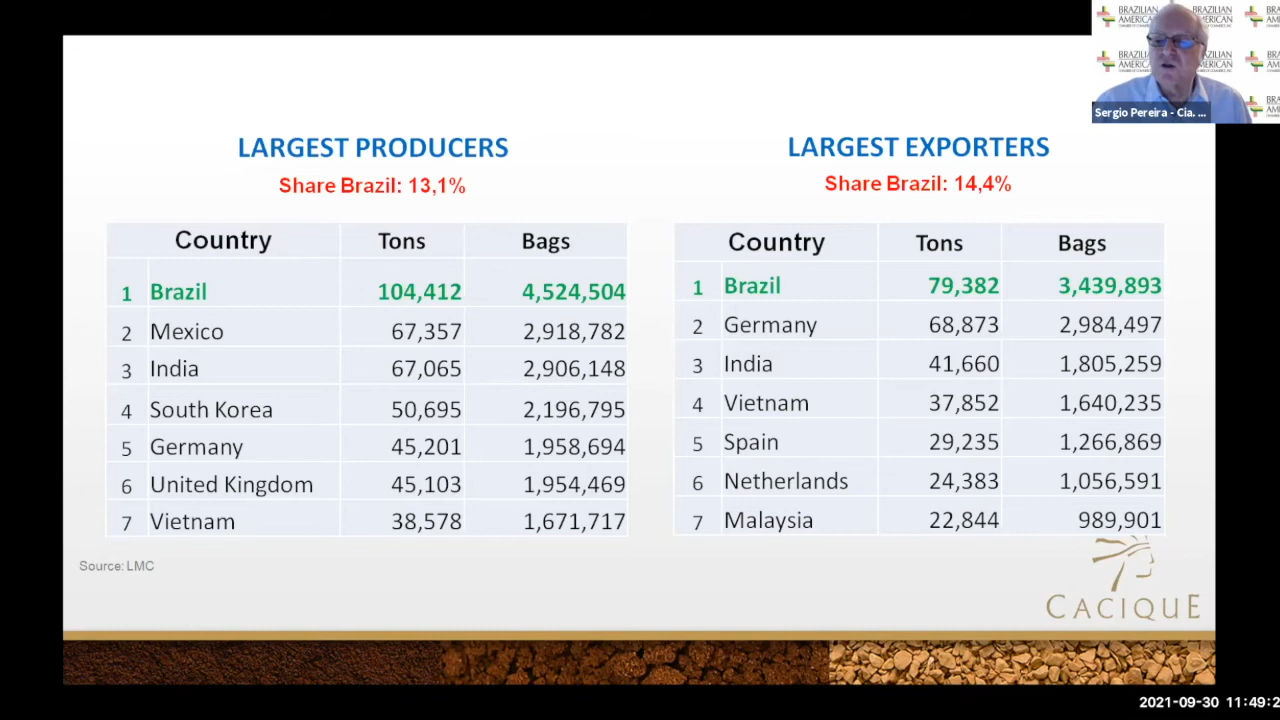 BRAZILIAN
AMERICAN
Sergio Pereira - Cia. ...
LARGEST PRODUCERS
Share Brazil: 13,1%
Country Tons Bags
1 Brazil 104,412 4,524,504
2 Mexico 67,357 2,918,782
3 India 67,065 2,906,148
4 South Korea 50,695 2,196,795
5 Germany 45,201 1,958,694
6 United Kingdom 45,103 1,954,469
7 Vietnam 38,578 1,671,717
Source: LMC
LARGEST EXPORTERS
Share Brazil: 14,4%
Country Tons Bags
1 Brazil 79,382 3,439,893
2 Germany 68,873 2,984,497
3 India 41,660 1,805,259
4 Vietnam 37,852 1,640,235
5 Spain 29,235 1,266,869
6 Netherlands 24,383 1,056,591
7 Malaysia 22,844 989,901
CACIQUE
2021-09-30 11:49:2